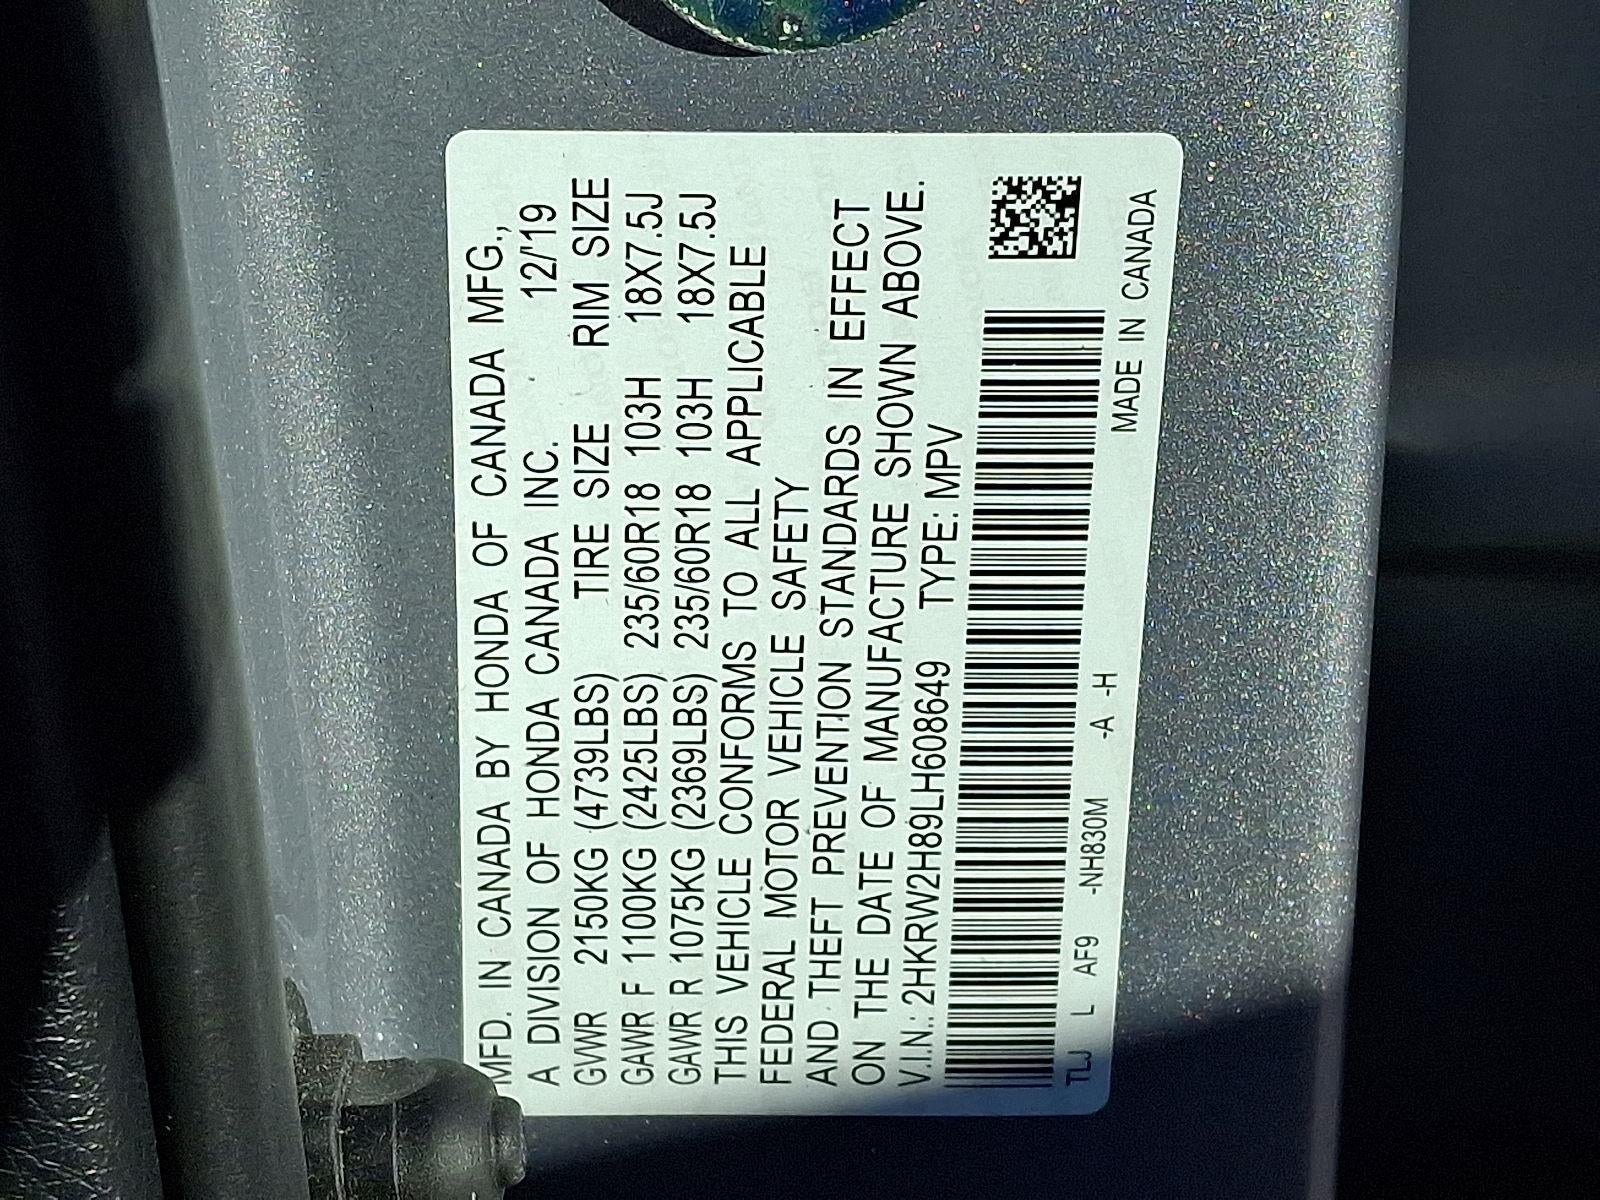 MFD. IN CANADA BY HONDA OF CANADA MFG.,
A DIVISION OF HONDA CANADA INC. 12/'19
GVWR 2150KG (4739LBS) TIRE SIZE RIM SIZE
GAWR F 1100KG (2425LBS) 235/60R18 103H 18X7.5J
GAWR R 1075KG (2369LBS) 235/60R18 103H 18X7.5J
THIS VEHICLE CONFORMS TO ALL APPLICABLE
FEDERAL MOTOR VEHICLE SAFETY
AND THEFT PREVENTION STANDARDS IN EFFECT
ON THE DATE OF MANUFACTURE SHOWN ABOVE.
V.I.N.: 2HKRW2H89LH608649 TYPE: MPV
TLJ L AF9 -NH830M -A -H
MADE IN CANADA